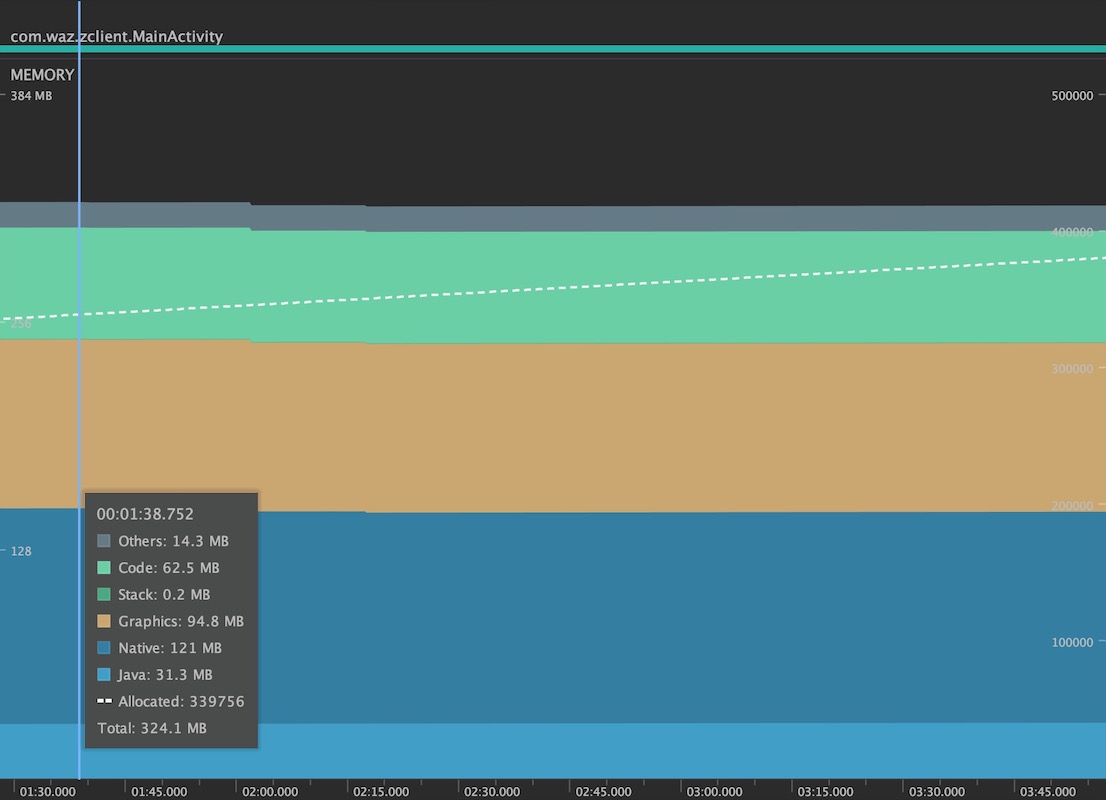 com.waz.zclient.MainActivity
MEMORY
384 MB
500000
400000
256
300000
200000
128
100000
00:01:38.752
Others: 14.3 MB
Code: 62.5 MB
Stack: 0.2 MB
Graphics: 94.8 MB
Native: 121 MB
Java: 31.3 MB
Allocated: 339756
Total: 324.1 MB
01:30.000 01:45.000 02:00.000 02:15.000 02:30.000 02:45.000 03:00.000 03:15.000 03:30.000 03:45.000